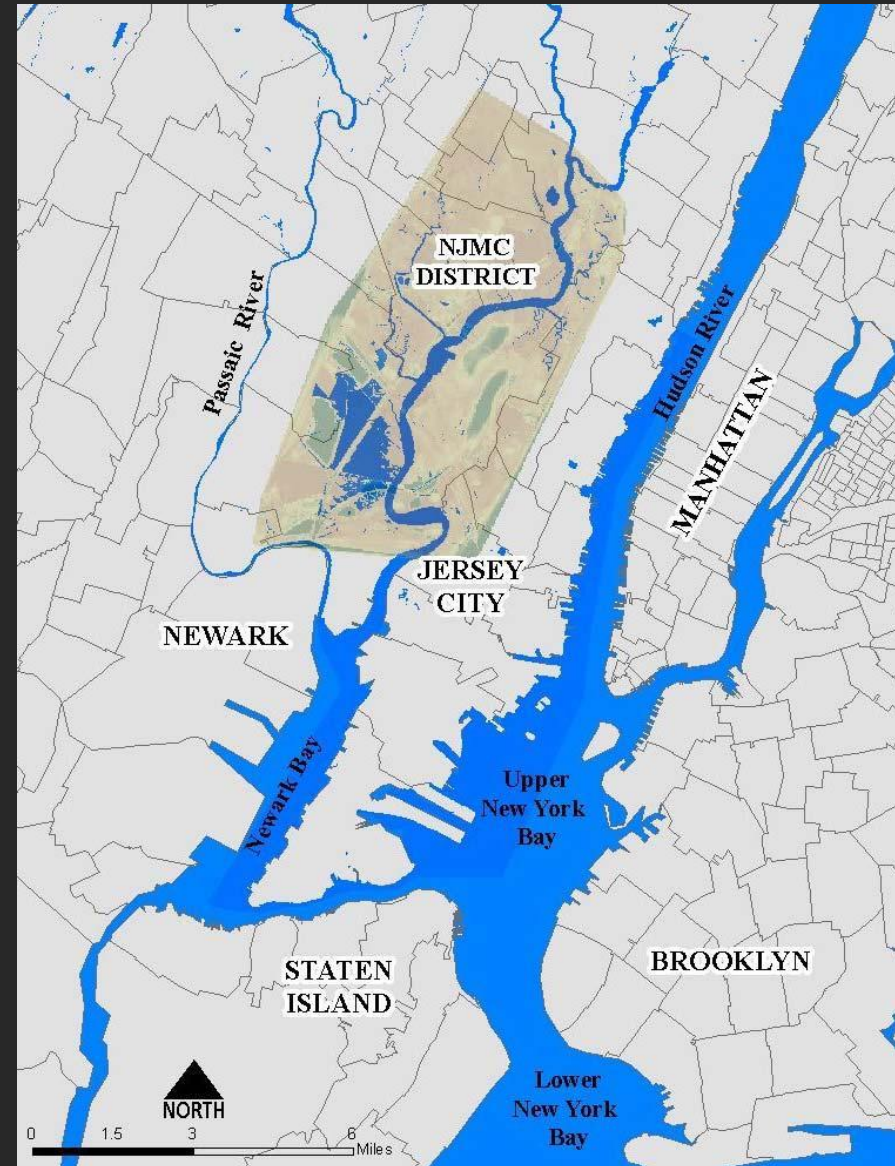 NJMC
DISTRICT
Passaic River
Hudson River
MANHATTAN
JERSEY
CITY
NEWARK
Newark Bay
Upper
New York
Bay
STATEN
ISLAND
BROOKLYN
Lower
New York
Bay
NORTH
0 1.5 3 6
Miles